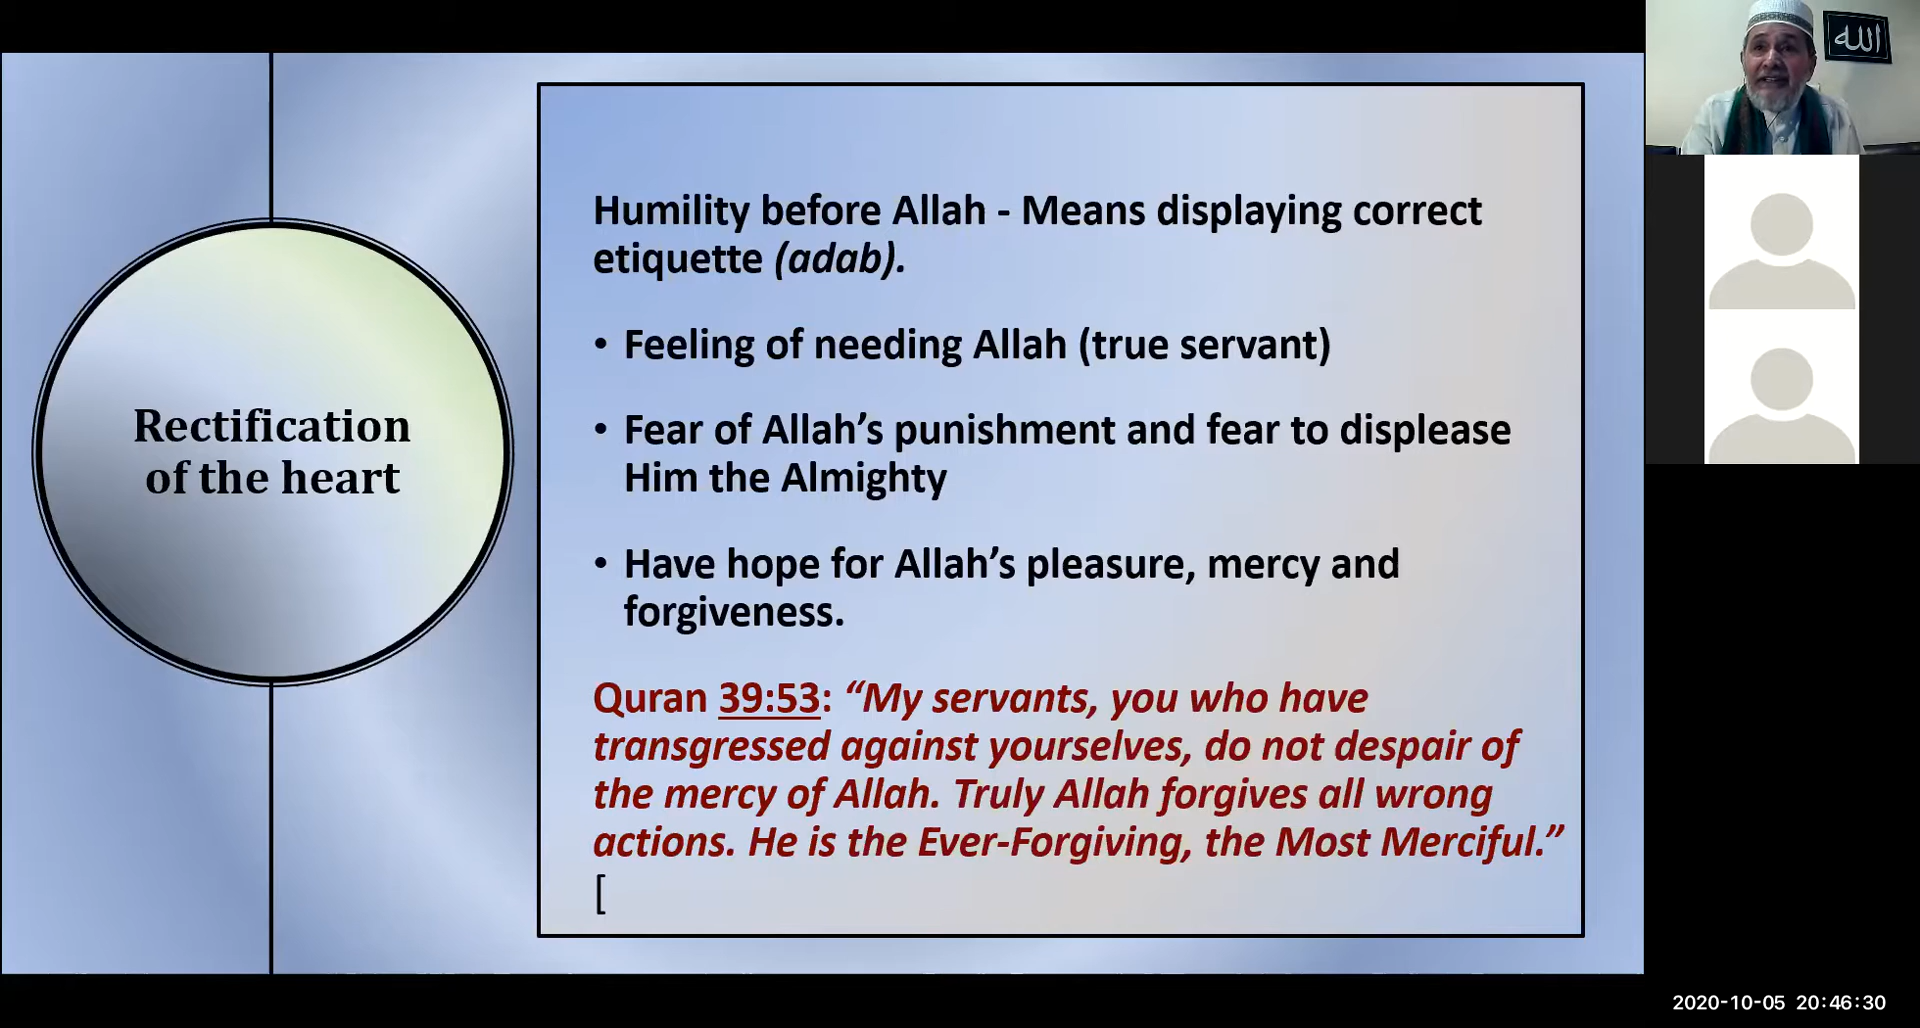 الله
Rectification
of the heart
Humility before Allah - Means displaying correct
etiquette (adab).
• Feeling of needing Allah (true servant)
• Fear of Allah’s punishment and fear to displease
Him the Almighty
• Have hope for Allah’s pleasure, mercy and
forgiveness.
Quran 39:53: “My servants, you who have
transgressed against yourselves, do not despair of
the mercy of Allah. Truly Allah forgives all wrong
actions. He is the Ever-Forgiving, the Most Merciful.”
[
2020-10-05 20:46:30